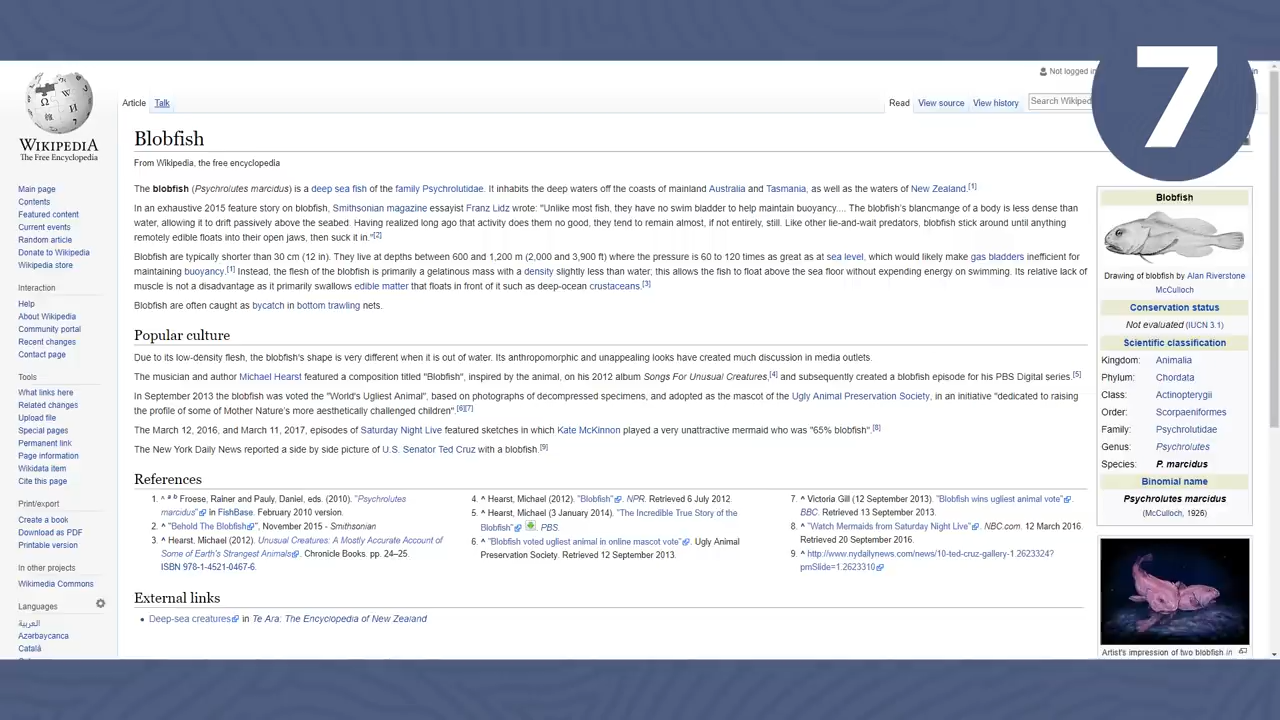 7
Not logged in
Article Talk
Read View source View history
Search Wikiped
WIKIPEDIA
The Free Encyclopedia
Main page
Contents
Featured content
Current events
Random article
Donate to Wikipedia
Wikipedia store
Interaction
Help
About Wikipedia
Community portal
Recent changes
Contact page
Tools
What links here
Related changes
Upload file
Special pages
Permanent link
Page information
Wikidata item
Cite this page
Print/export
Create a book
Download as PDF
Printable version
In other projects
Wikimedia Commons
Languages
العربية
Azərbaycanca
Català
Blobfish
From Wikipedia, the free encyclopedia
The blobfish (Psychrolutes marcidus) is a deep sea fish of the family Psychrolutidae. It inhabits the deep waters off the coasts of mainland Australia and Tasmania, as well as the waters of New Zealand.[1]
In an exhaustive 2015 feature story on blobfish, Smithsonian magazine essayist Franz Lidz wrote: "Unlike most fish, they have no swim bladder to help maintain buoyancy.... The blobfish's blancmange of a body is less dense than
water, allowing it to drift passively above the seabed. Having realized long ago that activity does them no good, they tend to remain almost, if not entirely, still. Like other lie-and-wait predators, blobfish stick around until anything
remotely edible floats into their open jaws, then suck it in."[2]
Blobfish are typically shorter than 30 cm (12 in). They live at depths between 600 and 1,200 m (2,000 and 3,900 ft) where the pressure is 60 to 120 times as great as at sea level, which would likely make gas bladders inefficient for
maintaining buoyancy.[1] Instead, the flesh of the blobfish is primarily a gelatinous mass with a density slightly less than water; this allows the fish to float above the sea floor without expending energy on swimming. Its relative lack of
muscle is not a disadvantage as it primarily swallows edible matter that floats in front of it such as deep-ocean crustaceans.[3]
Blobfish are often caught as bycatch in bottom trawling nets.
Popular culture
Due to its low-density flesh, the blobfish's shape is very different when it is out of water. Its anthropomorphic and unappealing looks have created much discussion in media outlets.
The musician and author Michael Hearst featured a composition titled "Blobfish", inspired by the animal, on his 2012 album Songs For Unusual Creatures,[4] and subsequently created a blobfish episode for his PBS Digital series.[5]
In September 2013 the blobfish was voted the "World's Ugliest Animal", based on photographs of decompressed specimens, and adopted as the mascot of the Ugly Animal Preservation Society, in an initiative "dedicated to raising
the profile of some of Mother Nature's more aesthetically challenged children".[6][7]
The March 12, 2016, and March 11, 2017, episodes of Saturday Night Live featured sketches in which Kate McKinnon played a very unattractive mermaid who was "65% blobfish".[8]
The New York Daily News reported a side by side picture of U.S. Senator Ted Cruz with a blobfish.[9]
References
1. ^ a b Froese, Rainer and Pauly, Daniel, eds. (2010). "Psychrolutes
marcidus" in FishBase. February 2010 version.
2. ^ "Behold The Blobfish", November 2015 - Smithsonian
3. ^ Hearst, Michael (2012). Unusual Creatures: A Mostly Accurate Account of
Some of Earth's Strangest Animals. Chronicle Books. pp. 24–25.
ISBN 978-1-4521-0467-6.
4. ^ Hearst, Michael (2012). "Blobfish". NPR. Retrieved 6 July 2012.
5. ^ Hearst, Michael (3 January 2014). "The Incredible True Story of the
Blobfish" PBS.
6. ^ "Blobfish voted ugliest animal in online mascot vote". Ugly Animal
Preservation Society. Retrieved 12 September 2013.
7. ^ Victoria Gill (12 September 2013). "Blobfish wins ugliest animal vote".
BBC. Retrieved 13 September 2013.
8. ^ "Watch Mermaids from Saturday Night Live". NBC.com. 12 March 2016.
Retrieved 20 September 2016.
9. ^ http://www.nydailynews.com/news/10-ted-cruz-gallery-1.2623324?
pmSlide=1.2623310
External links
Deep-sea creatures in Te Ara: The Encyclopedia of New Zealand
Blobfish
Drawing of blobfish by Alan Riverstone
McCulloch
Conservation status
Not evaluated (IUCN 3.1)
Scientific classification
Kingdom: Animalia
Phylum: Chordata
Class: Actinopterygii
Order: Scorpaeniformes
Family: Psychrolutidae
Genus: Psychrolutes
Species: P. marcidus
Binomial name
Psychrolutes marcidus
(McCulloch, 1926)
Artist's impression of two blobfish in